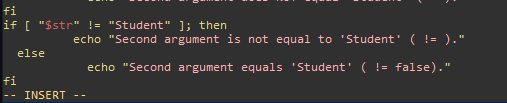 fi
if [ "$str" != "Student" ]; then
echo "Second argument is not equal to 'Student' ( != )."
else
echo "Second argument equals 'Student' ( != false)."
fi
-- INSERT --